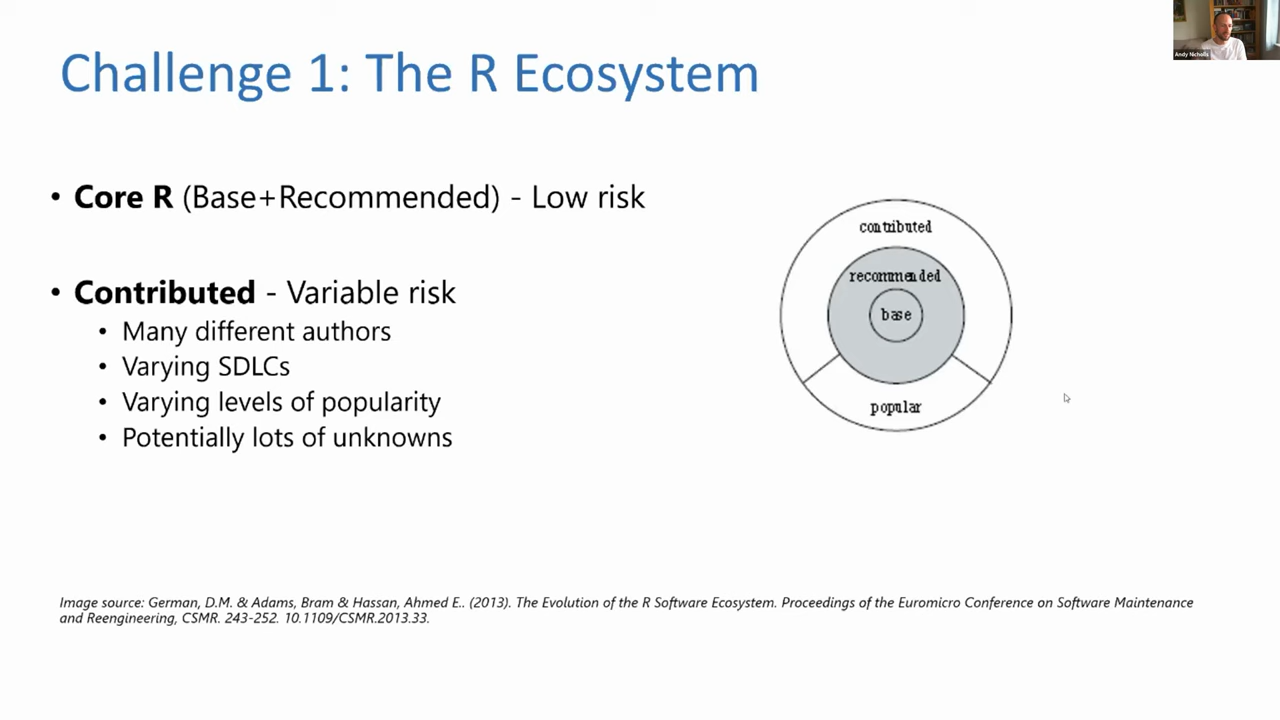 Andy Nicholls
Challenge 1: The R Ecosystem
• Core R (Base+Recommended) - Low risk
• Contributed - Variable risk
• Many different authors
• Varying SDLCs
• Varying levels of popularity
• Potentially lots of unknowns
contributed
recommended
base
popular
Image source: German, D.M. & Adams, Bram & Hassan, Ahmed E.. (2013). The Evolution of the R Software Ecosystem. Proceedings of the Euromicro Conference on Software Maintenance
and Reengineering, CSMR. 243-252. 10.1109/CSMR.2013.33.